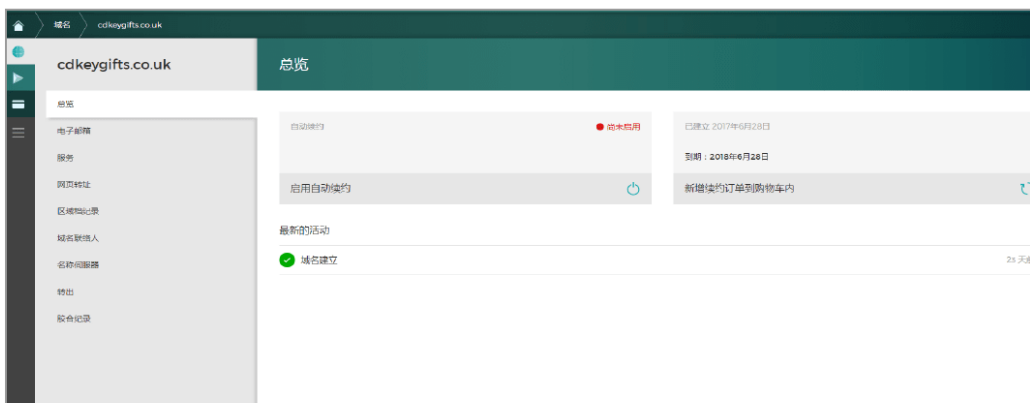 域名 cdkeygifts.co.uk
cdkeygifts.co.uk
总览
总览
电子邮箱
服务
网页转址
区域档记录
域名联络人
名称伺服器
转出
胶合记录
自动续约
尚未启用
启用自动续约
已建立 2017年6月28日
到期：2018年6月28日
新增续约订单到购物车内
最新的活动
域名建立